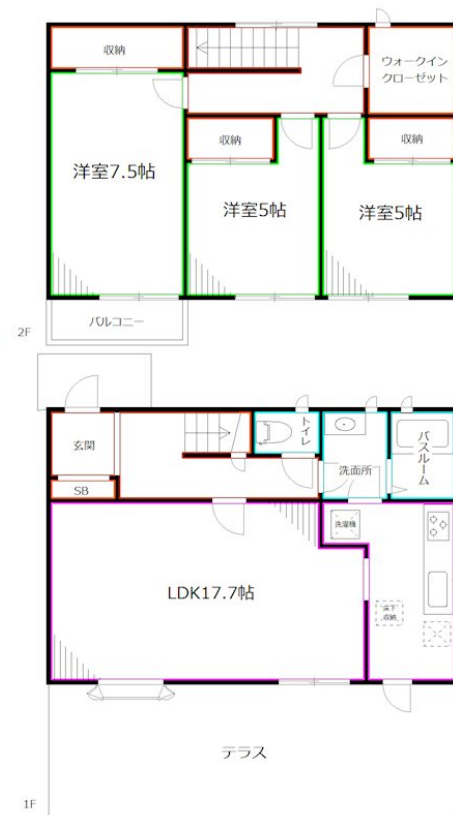 収納
ウォークイン
クローゼット
洋室7.5帖
収納
収納
洋室5帖
洋室5帖
バルコニー
2F
玄関
トイレ
洗面所
バスルーム
SB
洗濯機
LDK17.7帖
床下
収納
テラス
1F